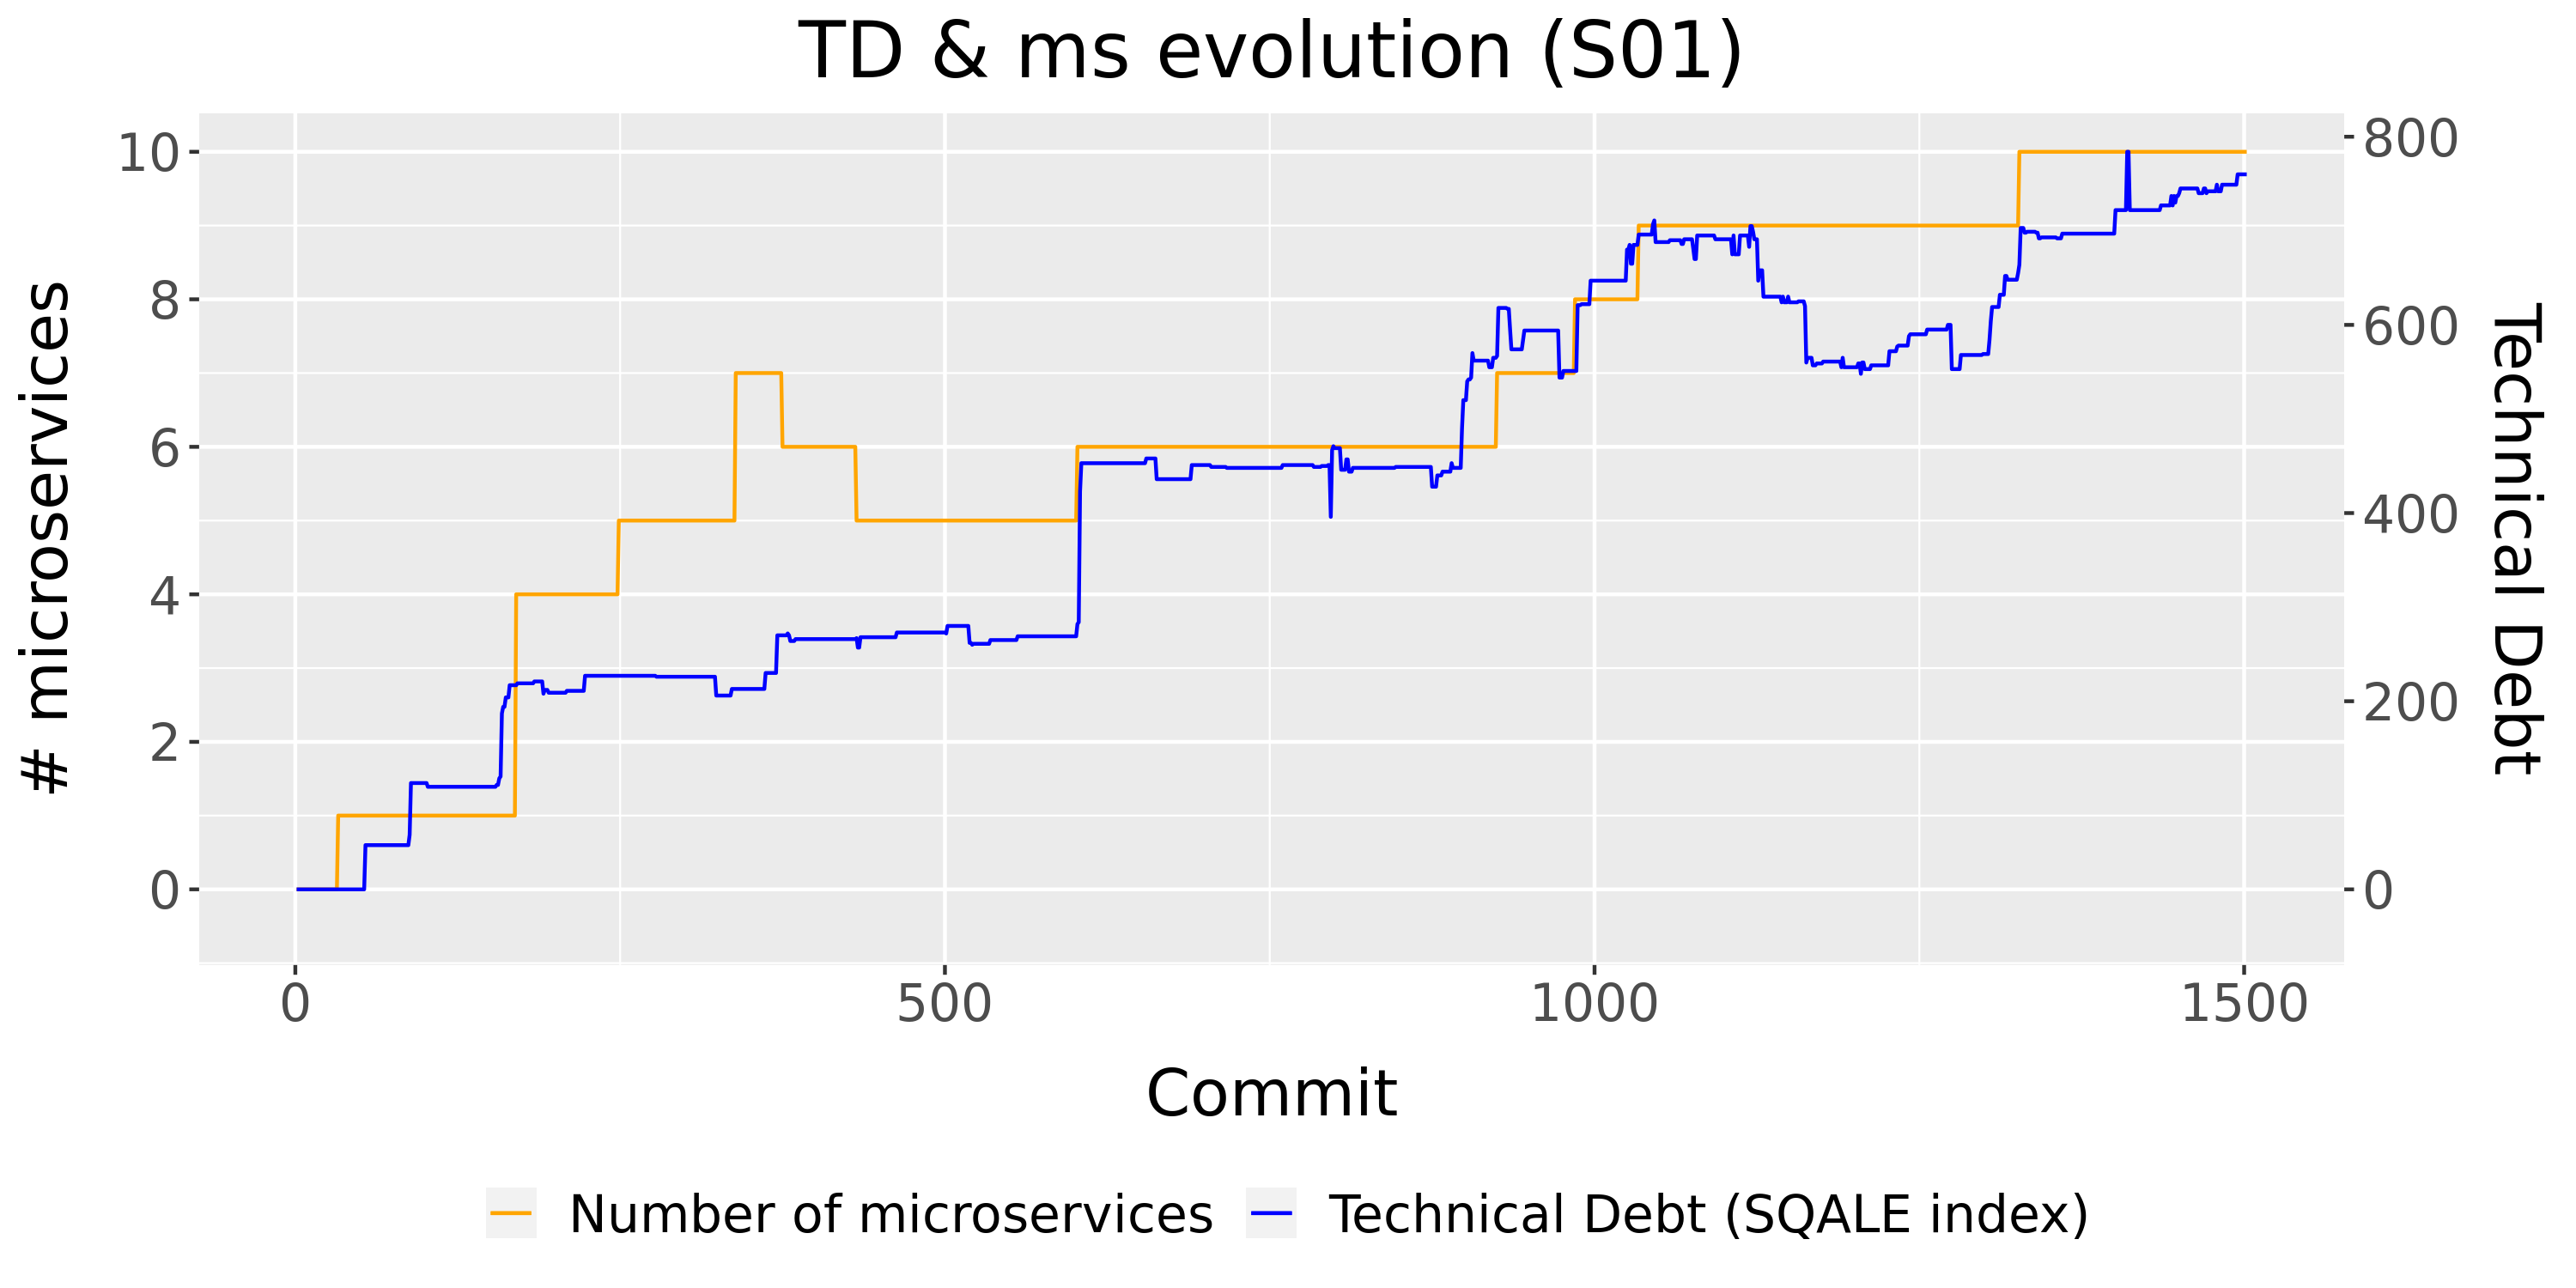 TD & ms evolution (S01)
# microservices
10
8
6
4
2
0
800
600
400
200
0
Technical Debt
0 500 1000 1500
Commit
Number of microservices Technical Debt (SQALE index)